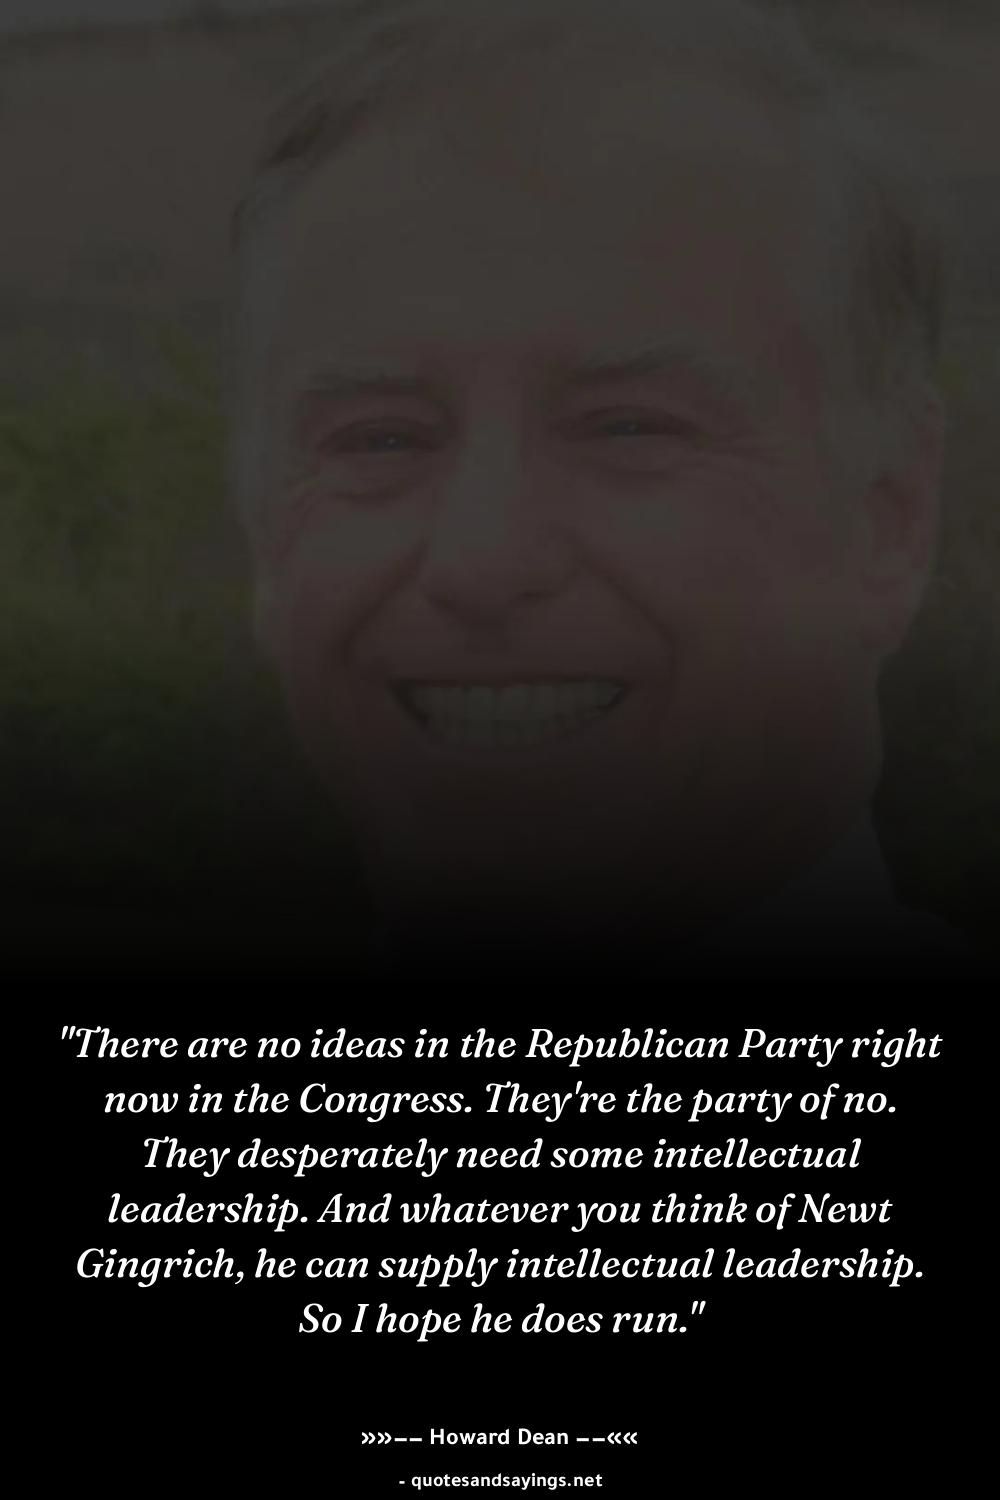 "There are no ideas in the Republican Party right
now in the Congress. They're the party of no.
They desperately need some intellectual
leadership. And whatever you think of Newt
Gingrich, he can supply intellectual leadership.
So I hope he does run."
»»−− Howard Dean −−««
- quotesandsayings.net